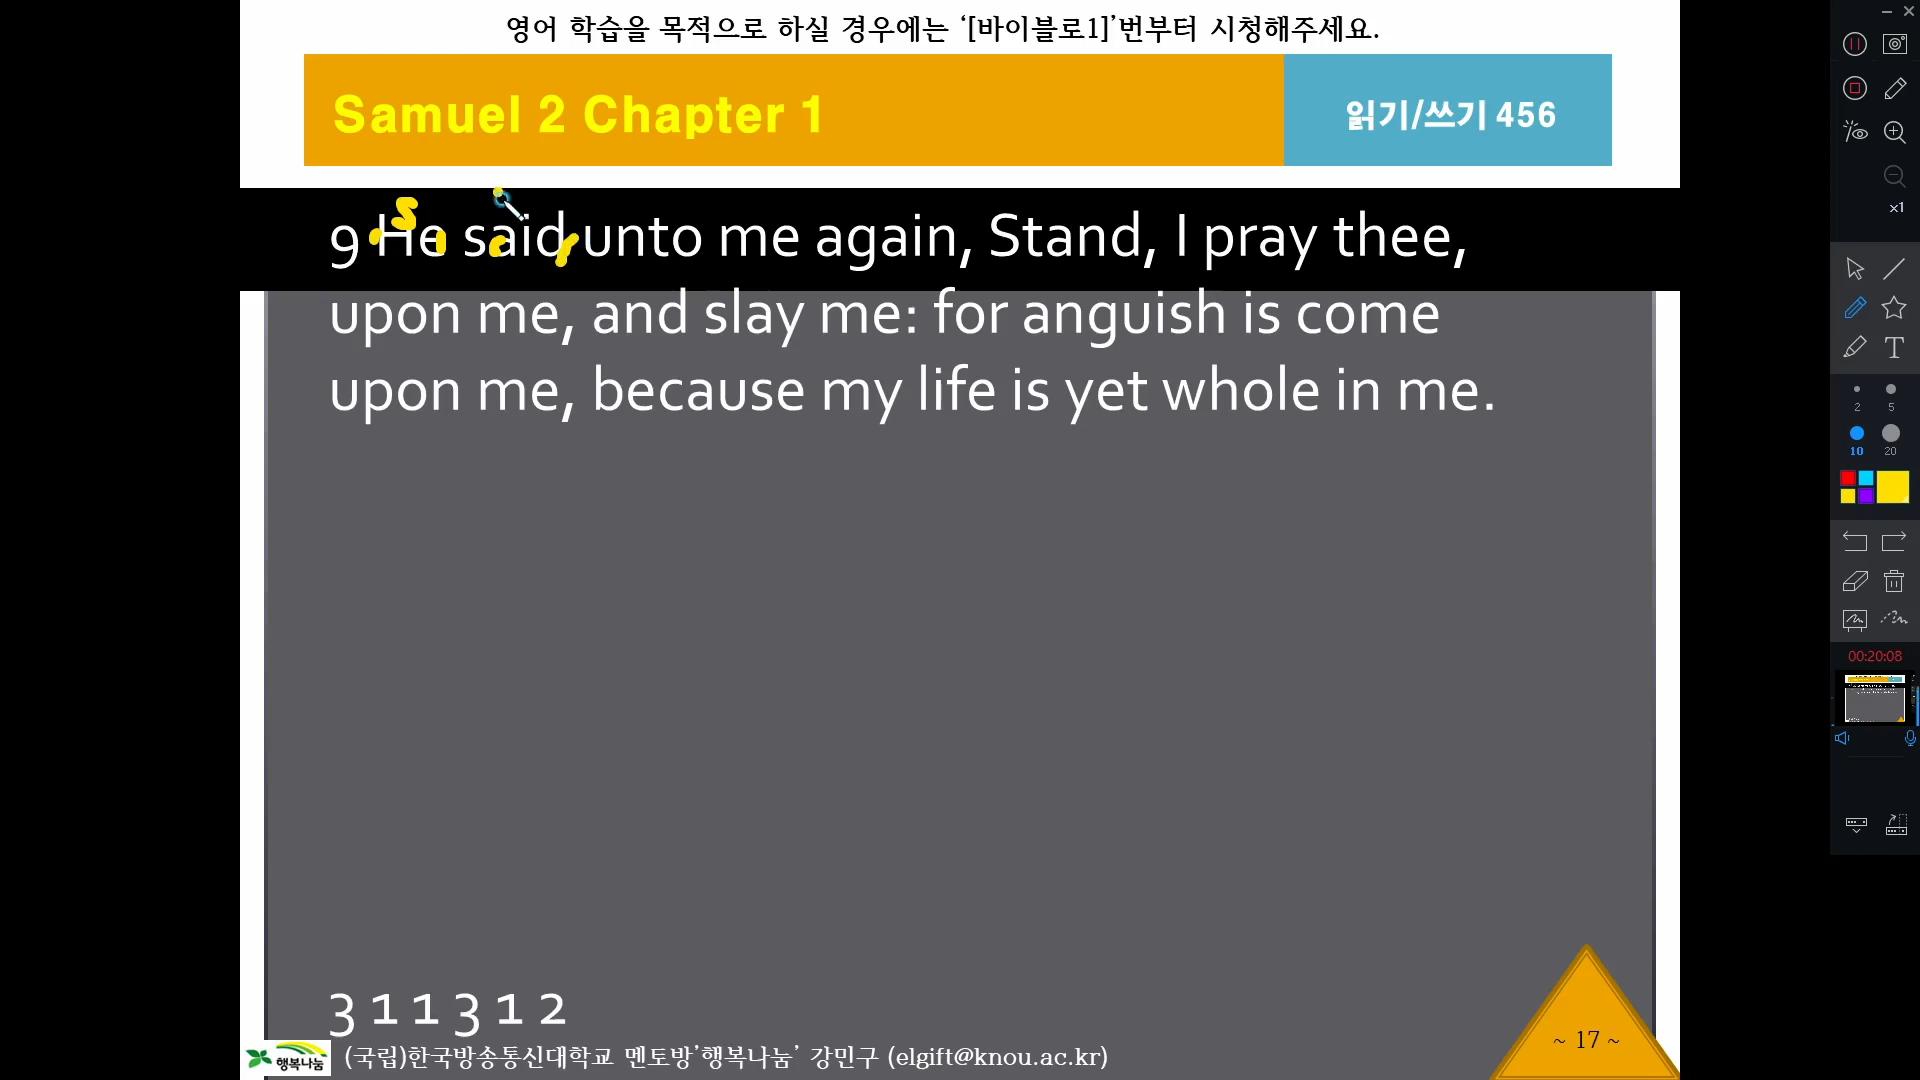 영어 학습을 목적으로 하실 경우에는 ‘[바이블로1]’번부터 시청해주세요.
Samuel 2 Chapter 1
읽기/쓰기 456
S
9 He said unto me again, Stand, I pray thee,
upon me, and slay me: for anguish is come
upon me, because my life is yet whole in me.
3 1 1 3 1 2
행복나눔
(국립)한국방송통신대학교 멘토방’행복나눔’ 강민구 (elgift@knou.ac.kr)
~ 17 ~
x1
T
2 5
10 20
00:20:08